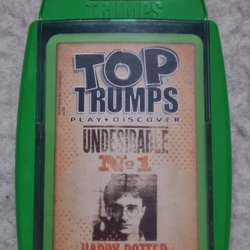 TRUMPS
TOP
TRUMPS
PLAY • DISCOVER
UNDESIRABLE
Nº1
HARRY POTTER